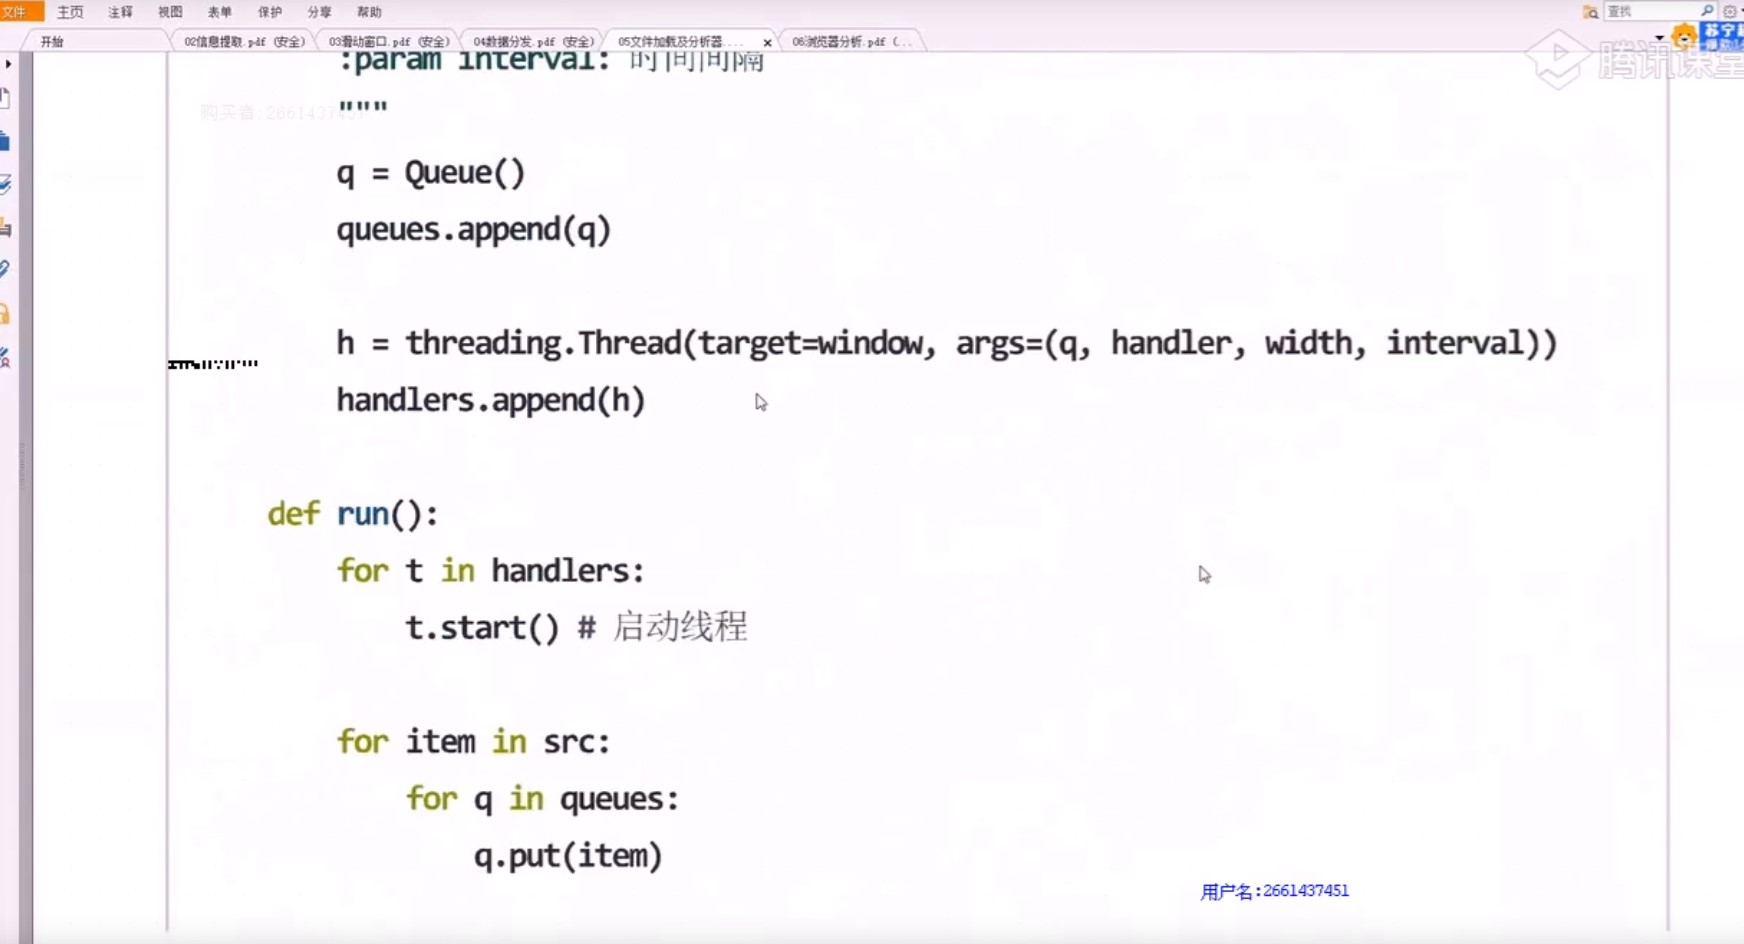 文件 主页 注释 视图 表单 保护 分享 帮助 查找
开始 02信息提取.pdf (安全) 03滑动窗口.pdf (安全) 04数据分发.pdf (安全) 05文件加载及分析器.... 06浏览器分析.pdf (...
腾讯课堂
:param interval: 时间间隔
购买者:2661437451
"""
q = Queue()
queues.append(q)
h = threading.Thread(target=window, args=(q, handler, width, interval))
handlers.append(h)
def run():
for t in handlers:
t.start() # 启动线程
for item in src:
for q in queues:
q.put(item)
用户名:2661437451